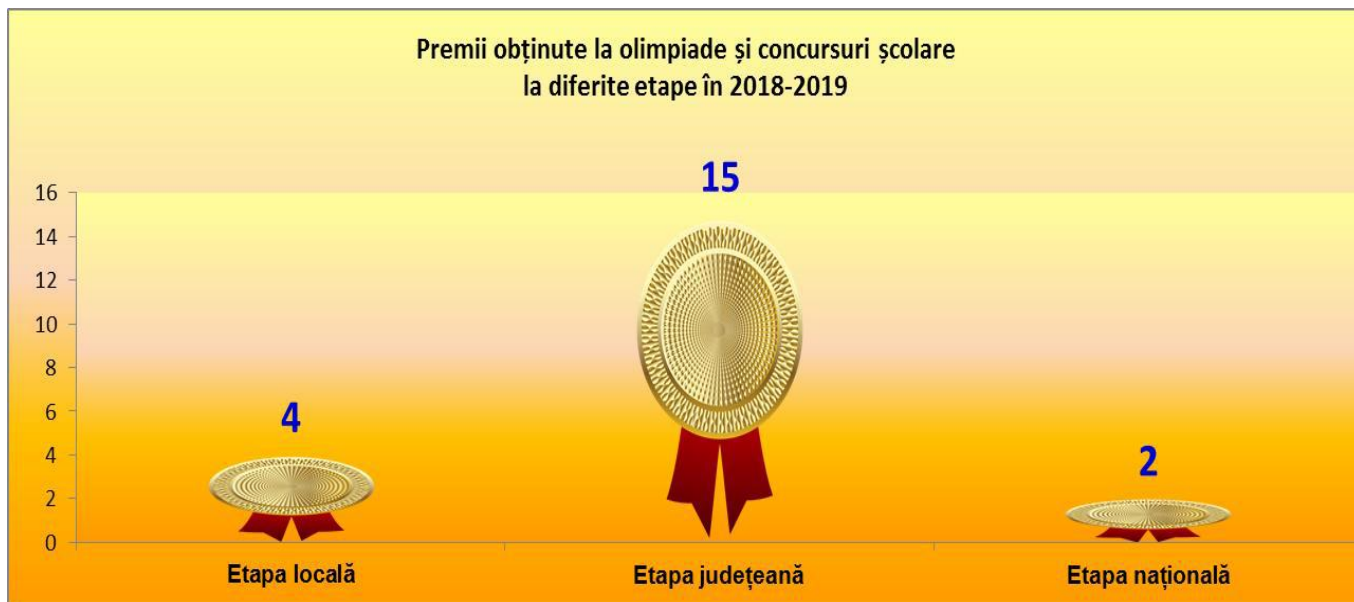 Premii obținute la olimpiade și concursuri școlare
la diferite etape în 2018-2019
16
14
12
10
8
6
4
2
0
4
15
2
Etapa locală
Etapa județeană
Etapa națională